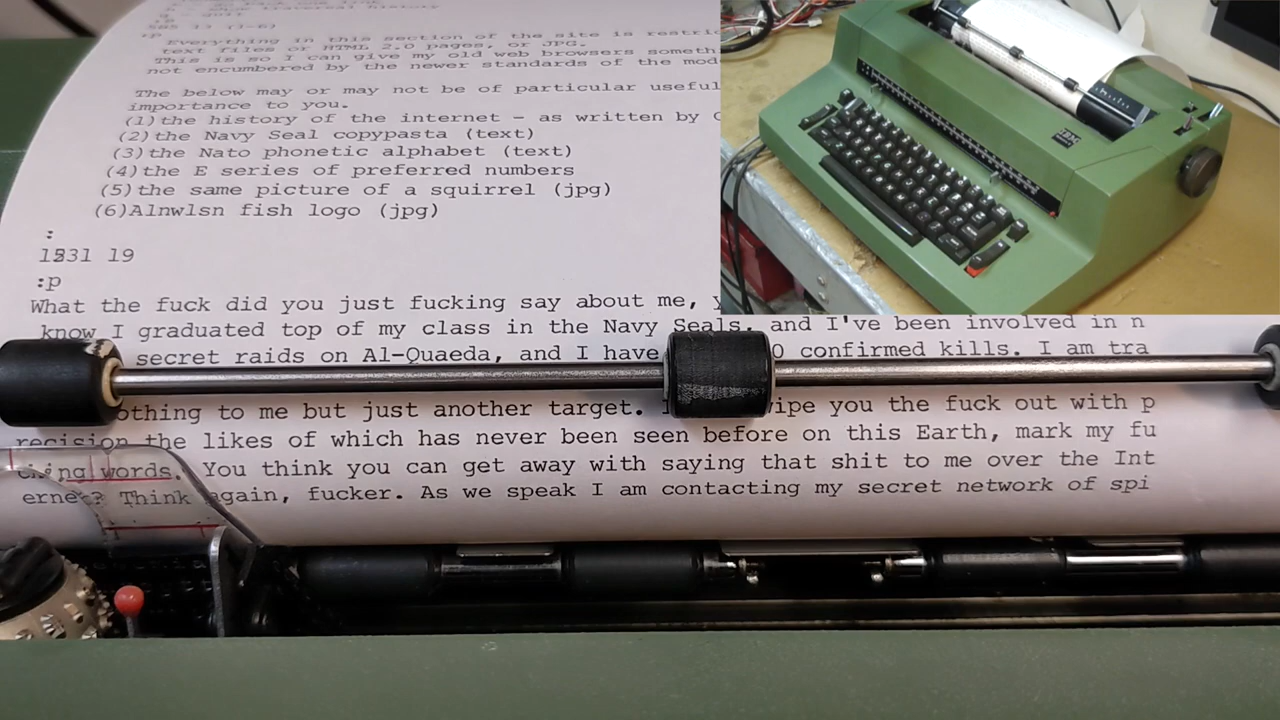 g - quit
585 13 (1-6)
:p
Everything in this section of the site is restri
text files or HTML 2.0 pages, or JPG.
This is so I can give my old web browsers someth
not encumbered by the newer standards of the mod
The below may or may not be of particular useful
importance to you.
(1)the history of the internet - as written by
(2)the Navy Seal copypasta (text)
(3)the Nato phonetic alphabet (text)
(4)the E series of preferred numbers
(5)the same picture of a squirrel (jpg)
(6)Alnwlsn fish logo (jpg)
:
1531 19
:p
What the fuck did you just fucking say about me, y
know I graduated top of my class in the Navy Seals, and I've been involved in n
secret raids on Al-Quaeda, and I have 0 confirmed kills. I am tra
othing to me but just another target. wipe you the fuck out with p
recision the likes of which has never been seen before on this Earth, mark my fu
cking words. You think you can get away with saying that shit to me over the Int
ernet? Think again, fucker. As we speak I am contacting my secret network of spi
IBM